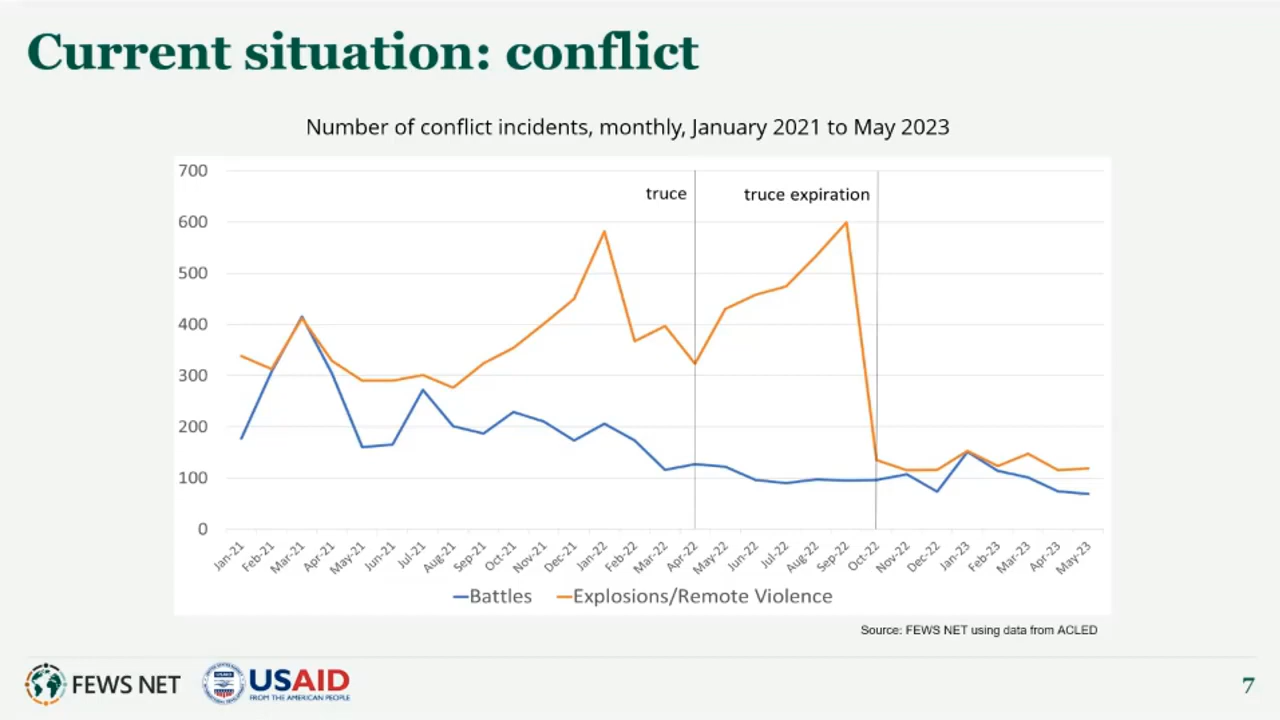 Current situation: conflict
Number of conflict incidents, monthly, January 2021 to May 2023
700
600
500
400
300
200
100
0
truce
truce expiration
Jan-21 Feb-21 Mar-21 Apr-21 May-21 Jun-21 Jul-21 Aug-21 Sep-21 Oct-21 Nov-21 Dec-21 Jan-22 Feb-22 Mar-22 Apr-22 May-22 Jun-22 Jul-22 Aug-22 Sep-22 Oct-22 Nov-22 Dec-22 Jan-23 Feb-23 Mar-23 Apr-23 May-23
Battles Explosions/Remote Violence
Source: FEWS NET using data from ACLED
FEWS NET
USAID
FROM THE AMERICAN PEOPLE
7